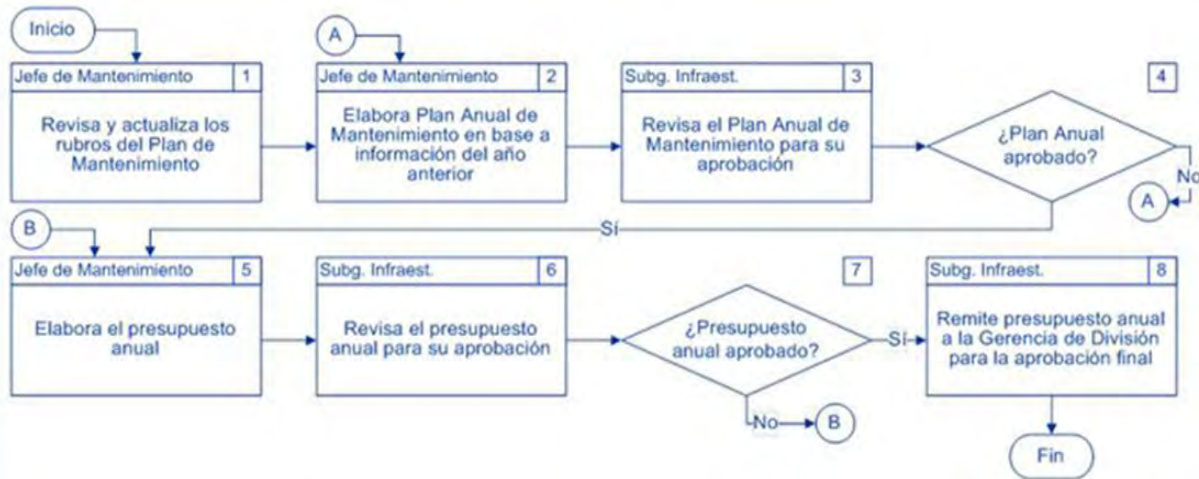 Inicio
A
Jefe de Mantenimiento 1
Revisa y actualiza los
rubros del Plan de
Mantenimiento
Jefe de Mantenimiento 2
Elabora Plan Anual de
Mantenimiento en base a
información del año
anterior
Subg. Infraest. 3
Revisa el Plan Anual de
Mantenimiento para su
aprobación
4
¿Plan Anual
aprobado?
No
A
Sí
B
Jefe de Mantenimiento 5
Elabora el presupuesto
anual
Subg. Infraest. 6
Revisa el presupuesto
anual para su aprobación
7
¿Presupuesto
anual aprobado?
Sí
No
B
Subg. Infraest. 8
Remite presupuesto anual
a la Gerencia de División
para la aprobación final
Fin